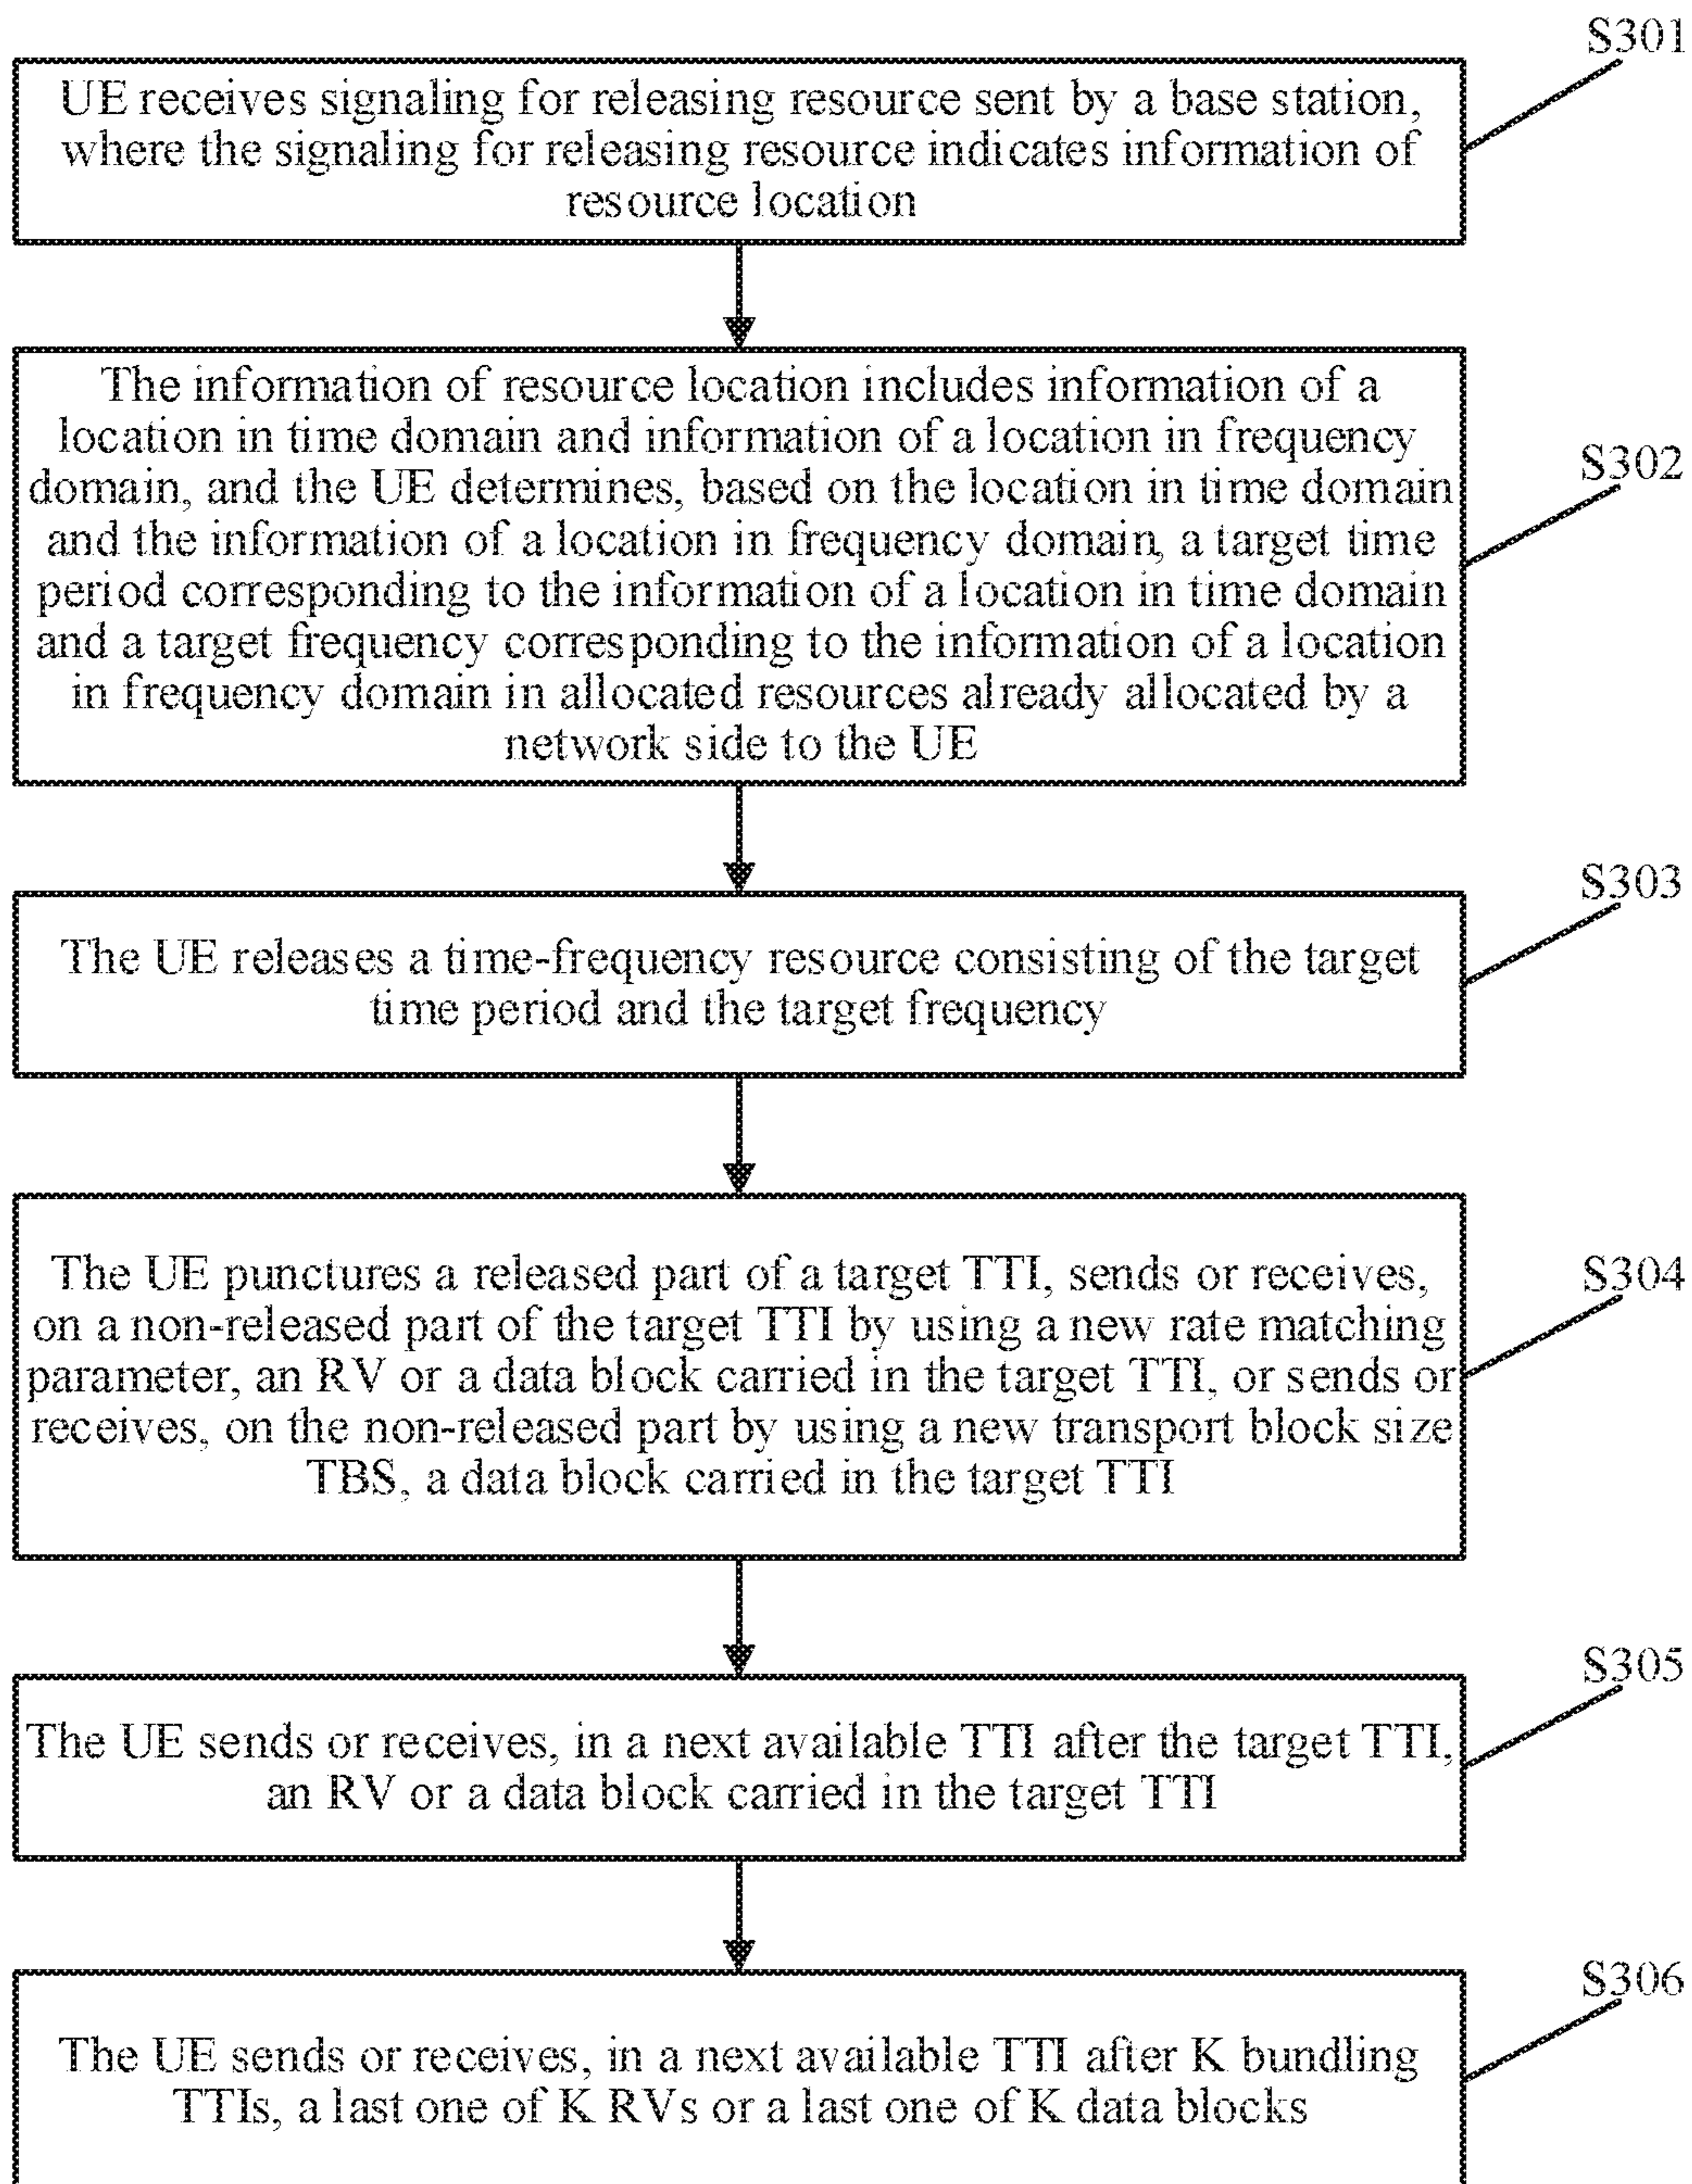 S301
UE receives signaling for releasing resource sent by a base station,
where the signaling for releasing resource indicates information of
resource location
The information of resource location includes information of a
location in time domain and information of a location in frequency
S302
domain, and the UE determines, based on the location in time domain
and the information of a location in frequency domain, a target time
period corresponding to the information of a location in time domain
and a target frequency corresponding to the information of a location
in frequency domain in allocated resources already allocated by a
network side to the UE
S303
The UE releases a time-frequency resource consisting of the target
time period and the target frequency
S304
The UE punctures a released part of a target TTI, sends or receives,
on a non-released part of the target TTI by using a new rate matching
parameter, an RV or a data block carried in the target TTI, or sends or
receives, on the non-released part by using a new transport block size
TBS, a data block carried in the target TTI
S305
The UE sends or receives, in a next available TTI after the target TTI,
an RV or a data block carried in the target TTI
S306
The UE sends or receives, in a next available TTI after K bundling
TTIs, a last one of K RVs or a last one of K data blocks